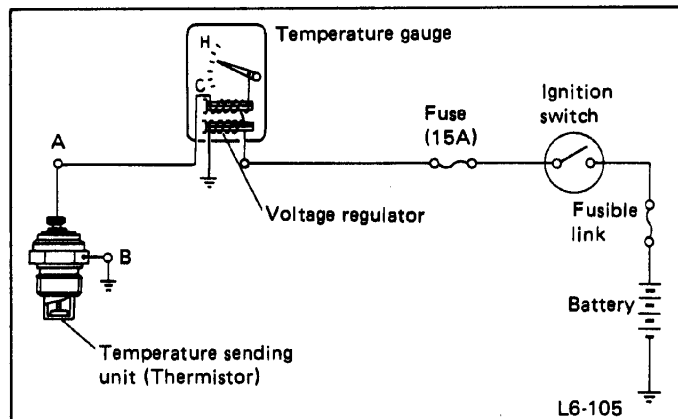 Temperature gauge
H
C
Fuse
(15A)
Ignition
switch
A
Voltage regulator
Fusible
link
B
Battery
Temperature sending
unit (Thermistor)
L6-105